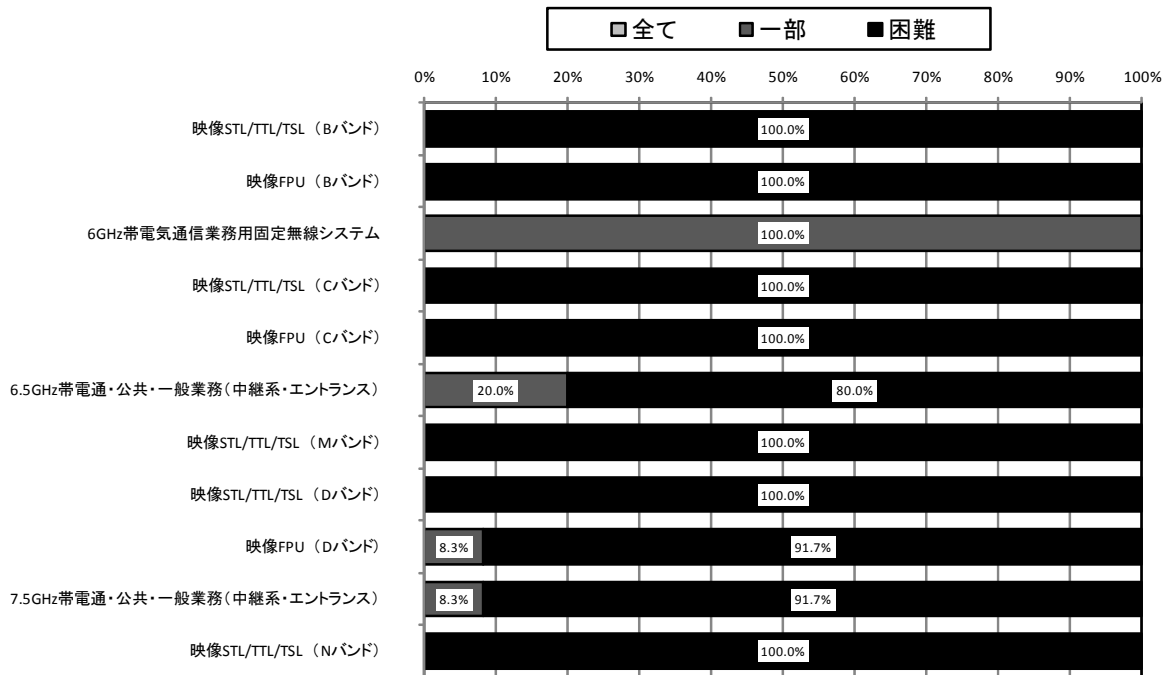 全て 一部 困難
0% 10% 20% 30% 40% 50% 60% 70% 80% 90% 100%
映像STL/TTL/TSL（Bバンド） 100.0%
映像FPU（Bバンド） 100.0%
6GHz帯電気通信業務用固定無線システム 100.0%
映像STL/TTL/TSL（Cバンド） 100.0%
映像FPU（Cバンド） 100.0%
6.5GHz帯電通・公共・一般業務（中継系・エントランス） 20.0% 80.0%
映像STL/TTL/TSL（Mバンド） 100.0%
映像STL/TTL/TSL（Dバンド） 100.0%
映像FPU（Dバンド） 8.3% 91.7%
7.5GHz帯電通・公共・一般業務（中継系・エントランス） 8.3% 91.7%
映像STL/TTL/TSL（Nバンド） 100.0%